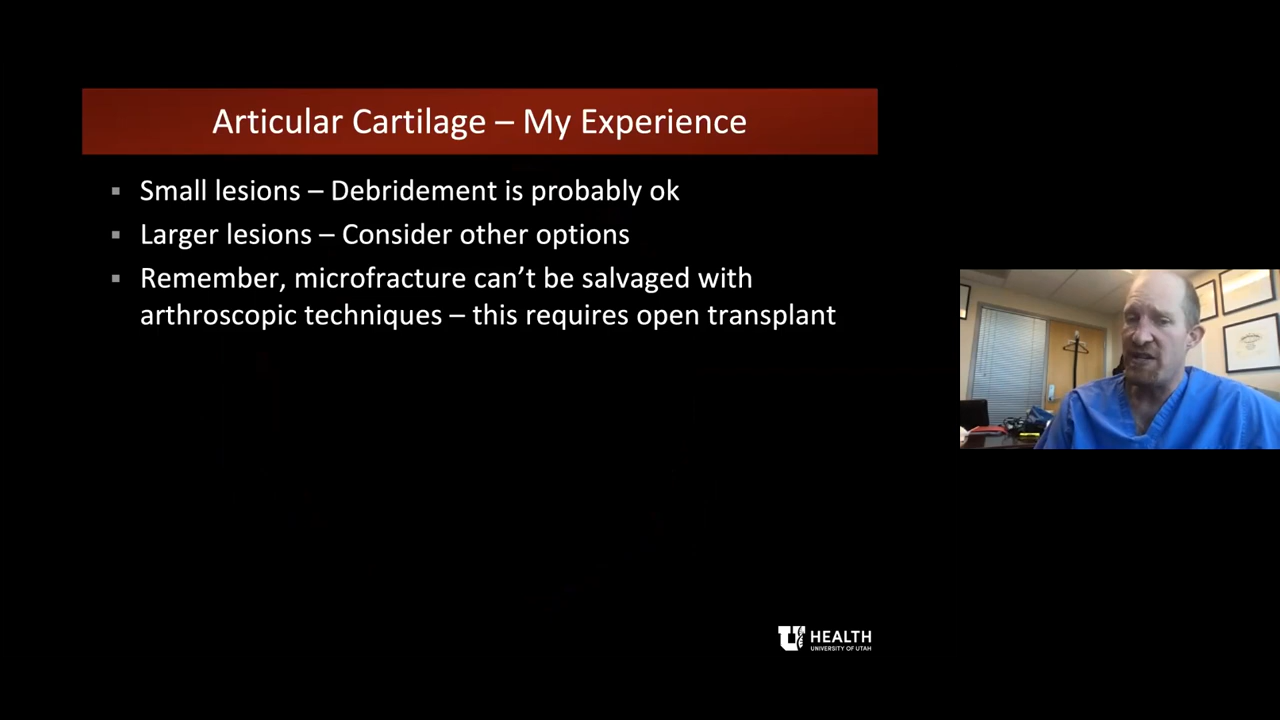 Articular Cartilage – My Experience
▪ Small lesions – Debridement is probably ok
▪ Larger lesions – Consider other options
▪ Remember, microfracture can’t be salvaged with
arthroscopic techniques – this requires open transplant
U HEALTH
UNIVERSITY OF UTAH